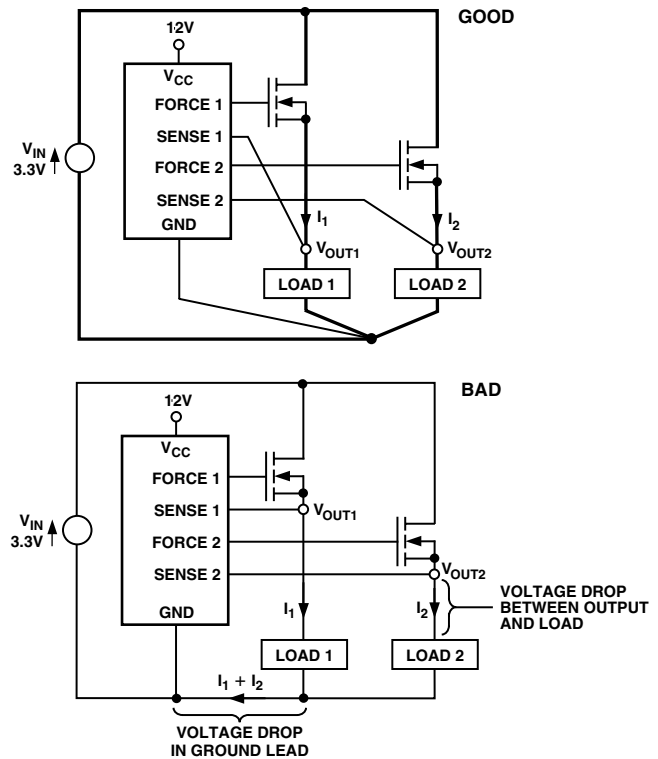 GOOD
12V
VCC
FORCE 1
SENSE 1
VIN
3.3V
FORCE 2
SENSE 2
GND
I1
I2
VOUT1
VOUT2
LOAD 1
LOAD 2
BAD
12V
VCC
FORCE 1
SENSE 1
VOUT1
VIN
3.3V
FORCE 2
SENSE 2
VOUT2
VOLTAGE DROP
BETWEEN OUTPUT
AND LOAD
I1
I2
GND
LOAD 1
LOAD 2
I1 + I2
VOLTAGE DROP
IN GROUND LEAD